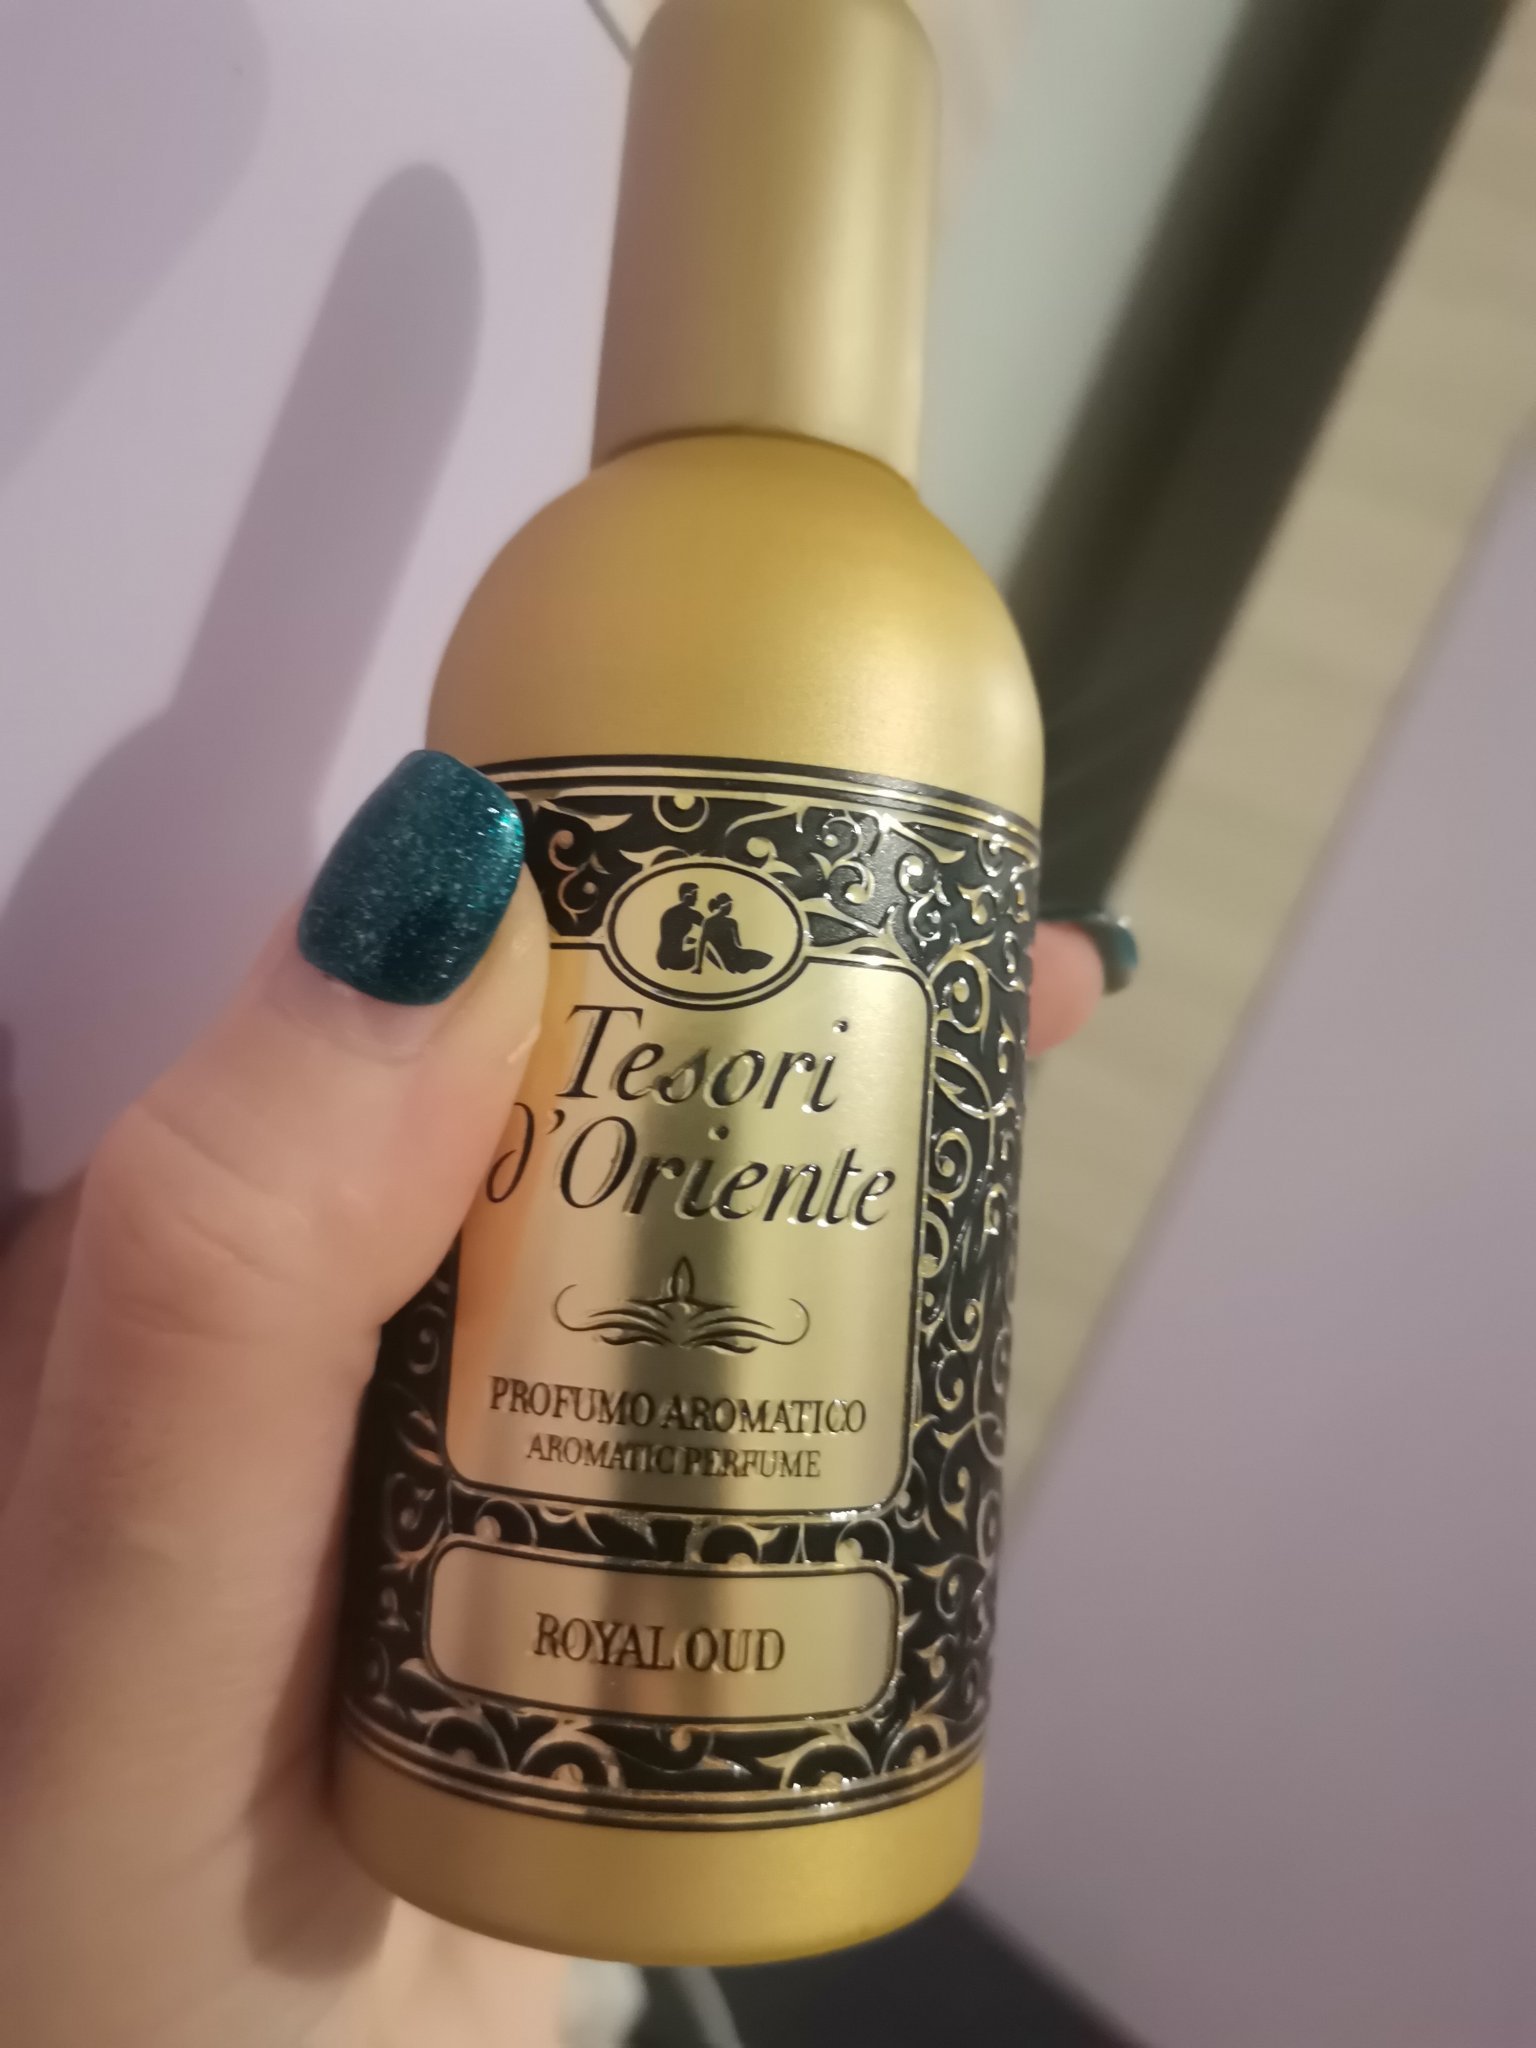 Tesori
d'Oriente
PROFUMO AROMATICO
AROMATIC PERFUME
ROYAL OUD